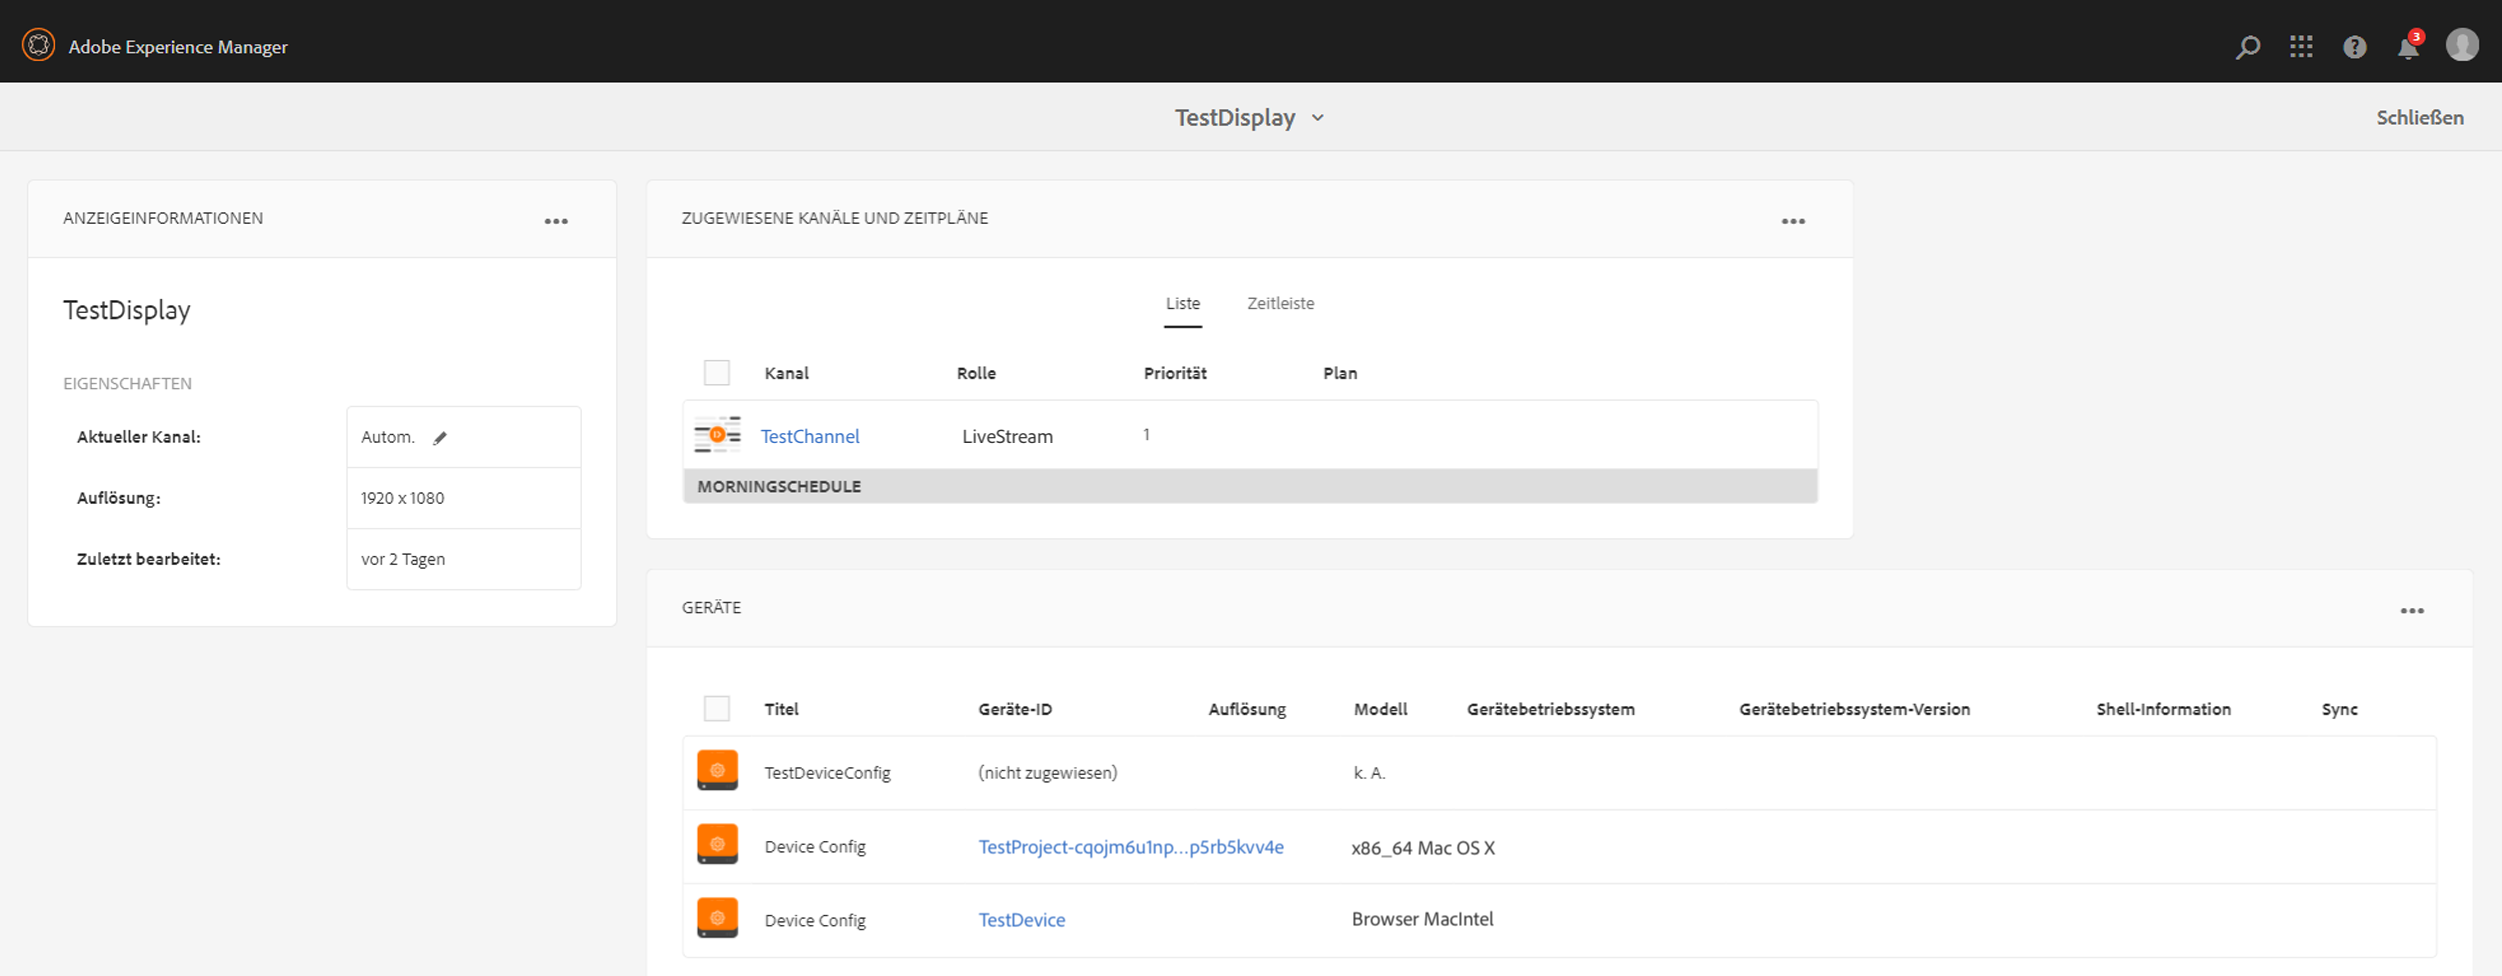 Adobe Experience Manager
3
TestDisplay
Schließen
ANZEIGEINFORMATIONEN
TestDisplay
EIGENSCHAFTEN
Aktueller Kanal: Autom.
Auflösung: 1920 x 1080
Zuletzt bearbeitet: vor 2 Tagen
ZUGEWIESENE KANÄLE UND ZEITPLÄNE
Liste Zeitleiste
Kanal Rolle Priorität Plan
TestChannel LiveStream 1
MORNINGSCHEDULE
GERÄTE
Titel Geräte-ID Auflösung Modell Gerätebetriebssystem Gerätebetriebssystem-Version Shell-Information Sync
TestDeviceConfig (nicht zugewiesen) k. A.
Device Config TestProject-cqojm6u1np...p5rb5kvv4e x86_64 Mac OS X
Device Config TestDevice Browser MacIntel